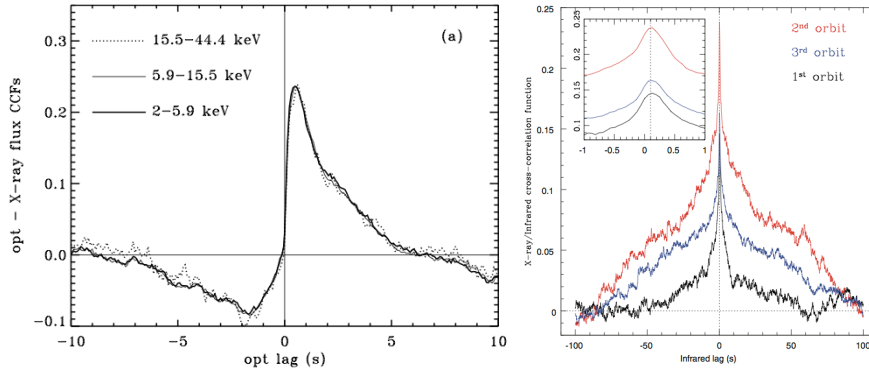 (a)
15.5–44.4 keV
5.9–15.5 keV
2–5.9 keV
opt – X-ray flux CCFs
0.3
0.2
0.1
0.0
-0.1
-10 -5 0 5 10
opt lag (s)
X-ray/Infrared cross-correlation function
0.25
0.2
0.15
0.1
0.05
0
-100 -50 0 50 100
Infrared lag (s)
2nd orbit
3rd orbit
1st orbit
0.25
0.2
0.15
0.1
-1 -0.5 0 0.5 1